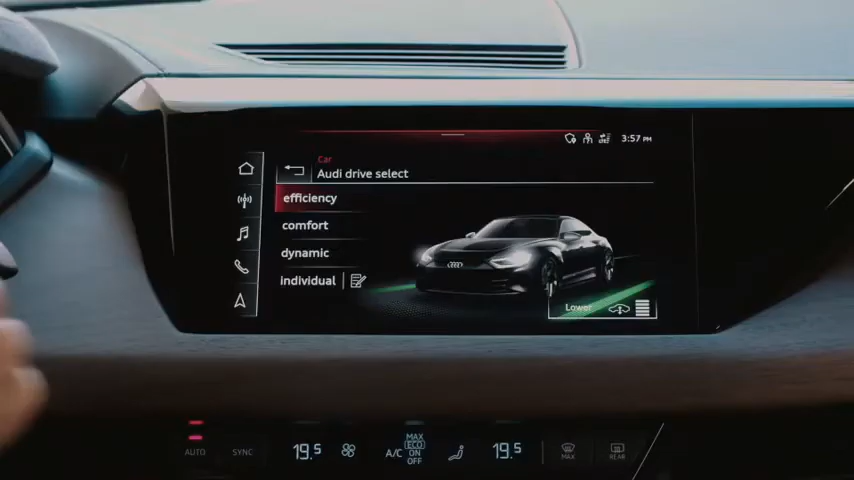 3:57 PM
Car
Audi drive select
efficiency
comfort
dynamic
individual
Lower
AUTO
SYNC
19.5
A/C
MAX
ECO
ON
OFF
19.5
MAX
REAR